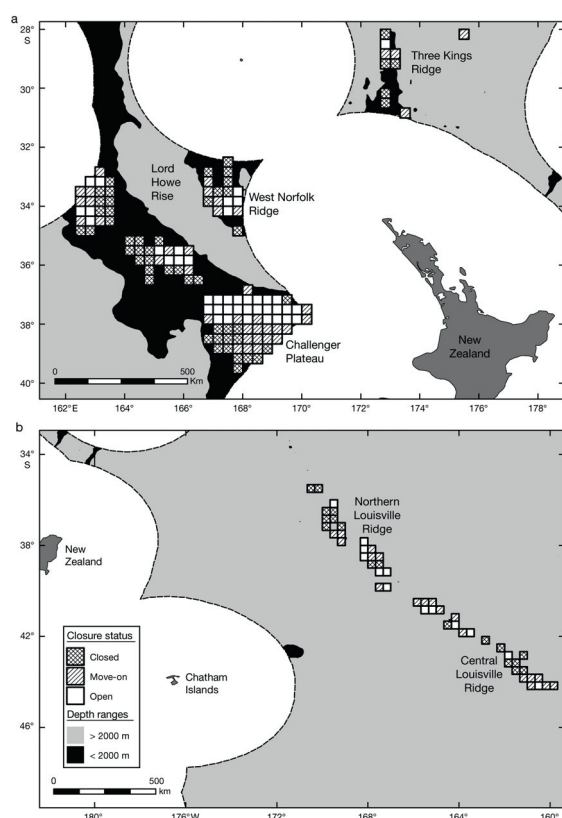 a
28°
S
30°
32°
34°
36°
38°
40°
Three Kings
Ridge
Lord
Howe
Rise
West Norfolk
Ridge
Challenger
Plateau
New
Zealand
0
500
Km
162°E
164°
166°
168°
170°
172°
174°
176°
178°
b
34°
S
38°
42°
46°
New
Zealand
Northern
Louisville
Ridge
Central
Louisville
Ridge
Chatham
Islands
Closure status
Closed
Move-on
Open
Depth ranges
> 2000 m
< 2000 m
0
500
Km
180°
176°W
172°
168°
164°
160°